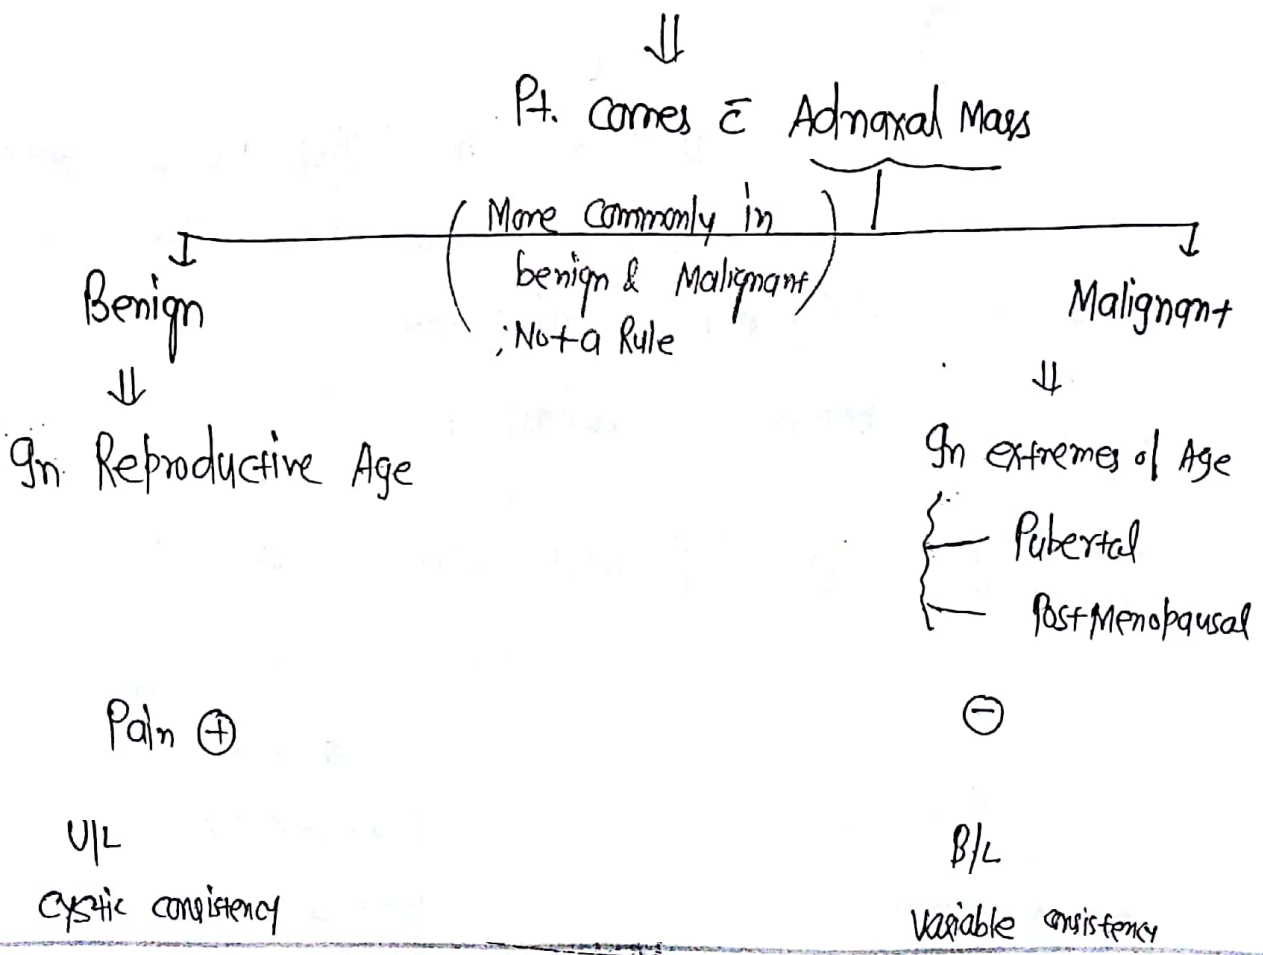 ⇓
Pt. comes c̄ Adnaxal Mass
(More Commonly in
benign & Malignant)
; Not a Rule
Benign
Malignant
⇓
⇓
In Reproductive Age
In extremes of Age
Pubertal
Post Menopausal
Pain ⊕
⊖
U/L
B/L
Cystic consistency
Variable consistency